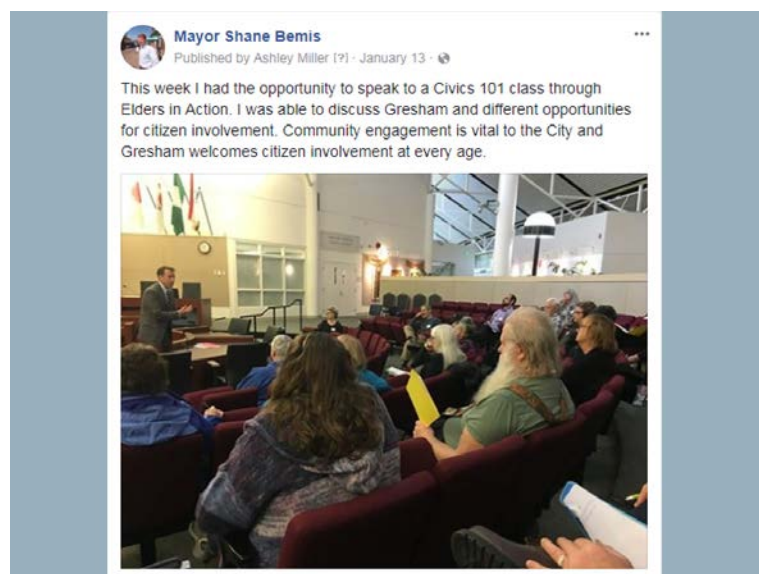 Mayor Shane Bemis
Published by Ashley Miller [?] · January 13 ·
This week I had the opportunity to speak to a Civics 101 class through
Elders in Action. I was able to discuss Gresham and different opportunities
for citizen involvement. Community engagement is vital to the City and
Gresham welcomes citizen involvement at every age.